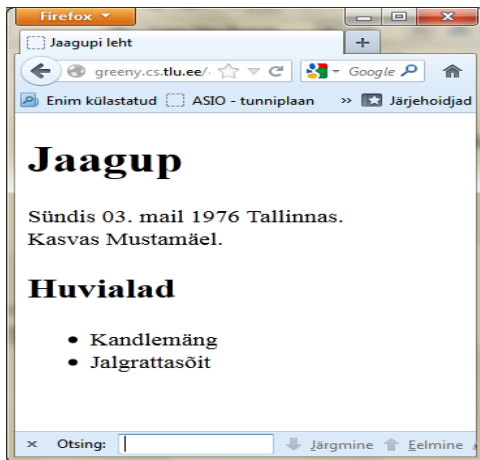 Firefox
Jaagupi leht
greeny.cs.tlu.ee/ Google
Enim külastatud ASIO - tunniplaan » Järjehoidjad
Jaagup
Sündis 03. mail 1976 Tallinnas.
Kasvas Mustamäel.
Huvialad
• Kandlemäng
• Jalgrattasõit
× Otsing: Järgmine Eelmine